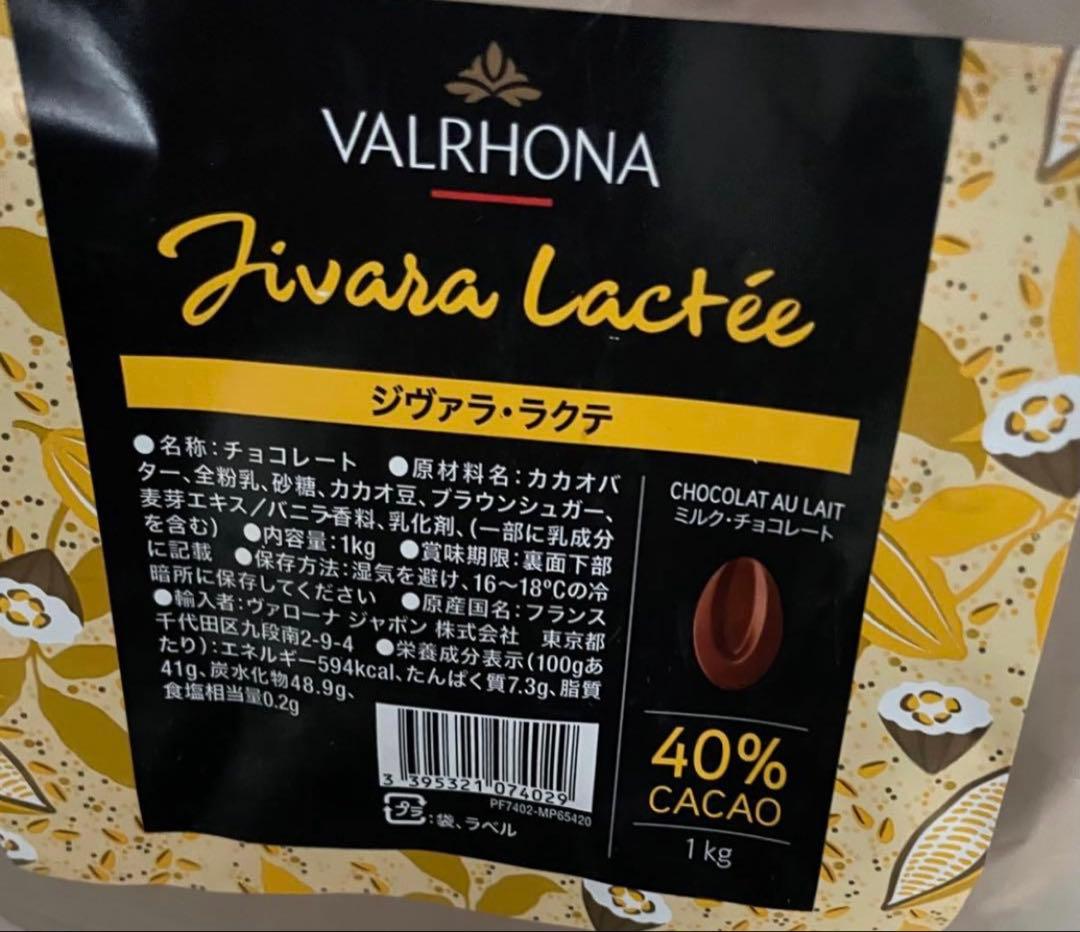 VALRHONA
Jivara Lactée
ジヴァラ・ラクテ
●名称：チョコレート ●原材料名：カカオバ
ター、全粉乳、砂糖、カカオ豆、ブラウンシュガー、
麦芽エキス／バニラ香料、乳化剤、（一部に乳成分
を含む） ●内容量：1kg ●賞味期限：裏面下部
に記載 ●保存方法：湿気を避け、16～18℃の冷
暗所に保存してください ●原産国名：フランス
●輸入者：ヴァローナ ジャポン 株式会社 東京都
千代田区九段南2-9-4 ●栄養成分表示（100gあ
たり）：エネルギー594kcal、たんぱく質7.3g、脂質
41g、炭水化物48.9g、
食塩相当量0.2g
3 395321 074029
PF7402-MP65420
プラ：袋、ラベル
CHOCOLAT AU LAIT
ミルク・チョコレート
40%
CACAO
1 kg